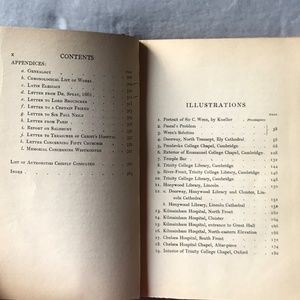 x
CONTENTS
APPENDICES:
a. GENEALOGY
b. CHRONOLOGICAL LIST OF WORKS
c. LATIN
d. LETTER FROM DR. SPRAT, 1661
e. LETTER TO LORD BROUNCKER
f. LETTER TO A CERTAIN FRIEND
g. LETTER TO SIR PAUL NEILE
h. LETTER FROM PARIS
i. REPORT ON SALISBURY
j. LETTER TO TREASURER OF CHRIST'S HOSPITAL
k. LETTER CONCERNING FIFTY CHURCHES
l. MEMORIAL CONCERNING WESTMINSTER
LIST OF AUTHORITIES CHIEFLY CONSULTED
INDEX
ILLUSTRATIONS
1. Portrait of Sir C. Wren, by Kneller Frontispiece
2. Pascal's Problem
3. Wren's Solution
4. Doorway, North Transept, Ely Cathedral
5. Pembroke College Chapel, Cambridge
6. Exterior of Emmanuel College Chapel, Cambridge
7. Temple Bar
8. Trinity College Library, Cambridge
9. River-Front, Trinity College Library, Cambridge
10. Trinity College Library, Cambridge
11. Honywood Library, Lincoln
12. a. Doorway, Honywood Library and Cloister, Lincoln Cathedral
b. Honywood Library, Lincoln Cathedral
13. Kilmainham Hospital, North Front
14. Kilmainham Hospital, Cloister
15. Kilmainham Hospital, entrance to Great Hall
16. Kilmainham Hospital, North-eastern Elevation
17. Chelsea Hospital, South Front
18. Chelsea Hospital Chapel, Altar-piece
19. Interior of Trinity College Chapel, Oxford